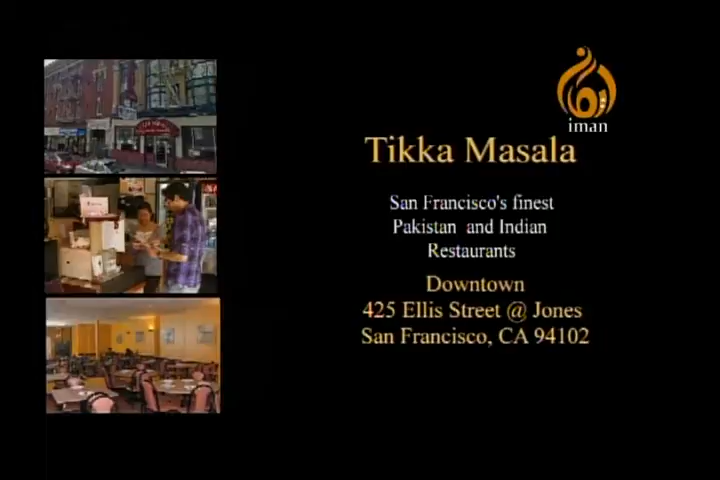 iman
Tikka Masala
San Francisco's finest
Pakistan and Indian
Restaurants
Downtown
425 Ellis Street @ Jones
San Francisco, CA 94102